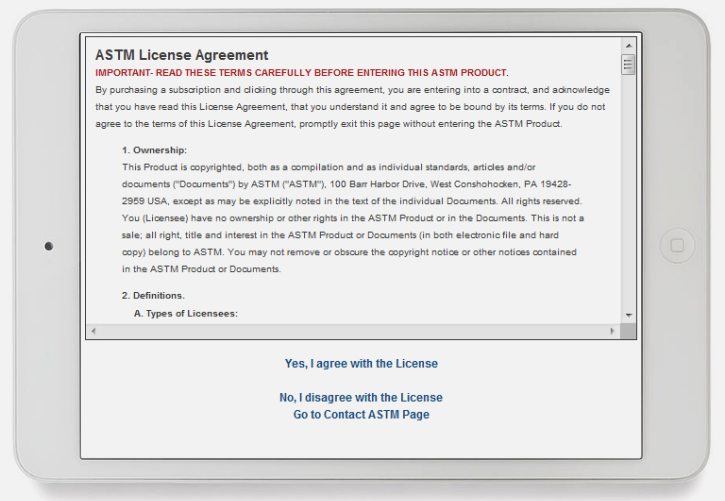 ASTM License Agreement
IMPORTANT- READ THESE TERMS CAREFULLY BEFORE ENTERING THIS ASTM PRODUCT.
By purchasing a subscription and clicking through this agreement, you are entering into a contract, and acknowledge
that you have read this License Agreement, that you understand it and agree to be bound by its terms. If you do not
agree to the terms of this License Agreement, promptly exit this page without entering the ASTM Product.
1. Ownership:
This Product is copyrighted, both as a compilation and as individual standards, articles and/or
documents ("Documents") by ASTM ("ASTM"), 100 Barr Harbor Drive, West Conshohocken, PA 19428-
2959 USA, except as may be explicitly noted in the text of the individual Documents. All rights reserved.
You (Licensee) have no ownership or other rights in the ASTM Product or in the Documents. This is not a
sale; all right, title and interest in the ASTM Product or Documents (in both electronic file and hard
copy) belong to ASTM. You may not remove or obscure the copyright notice or other notices contained
in the ASTM Product or Documents.
2. Definitions.
A. Types of Licensees:
Yes, I agree with the License
No, I disagree with the License
Go to Contact ASTM Page